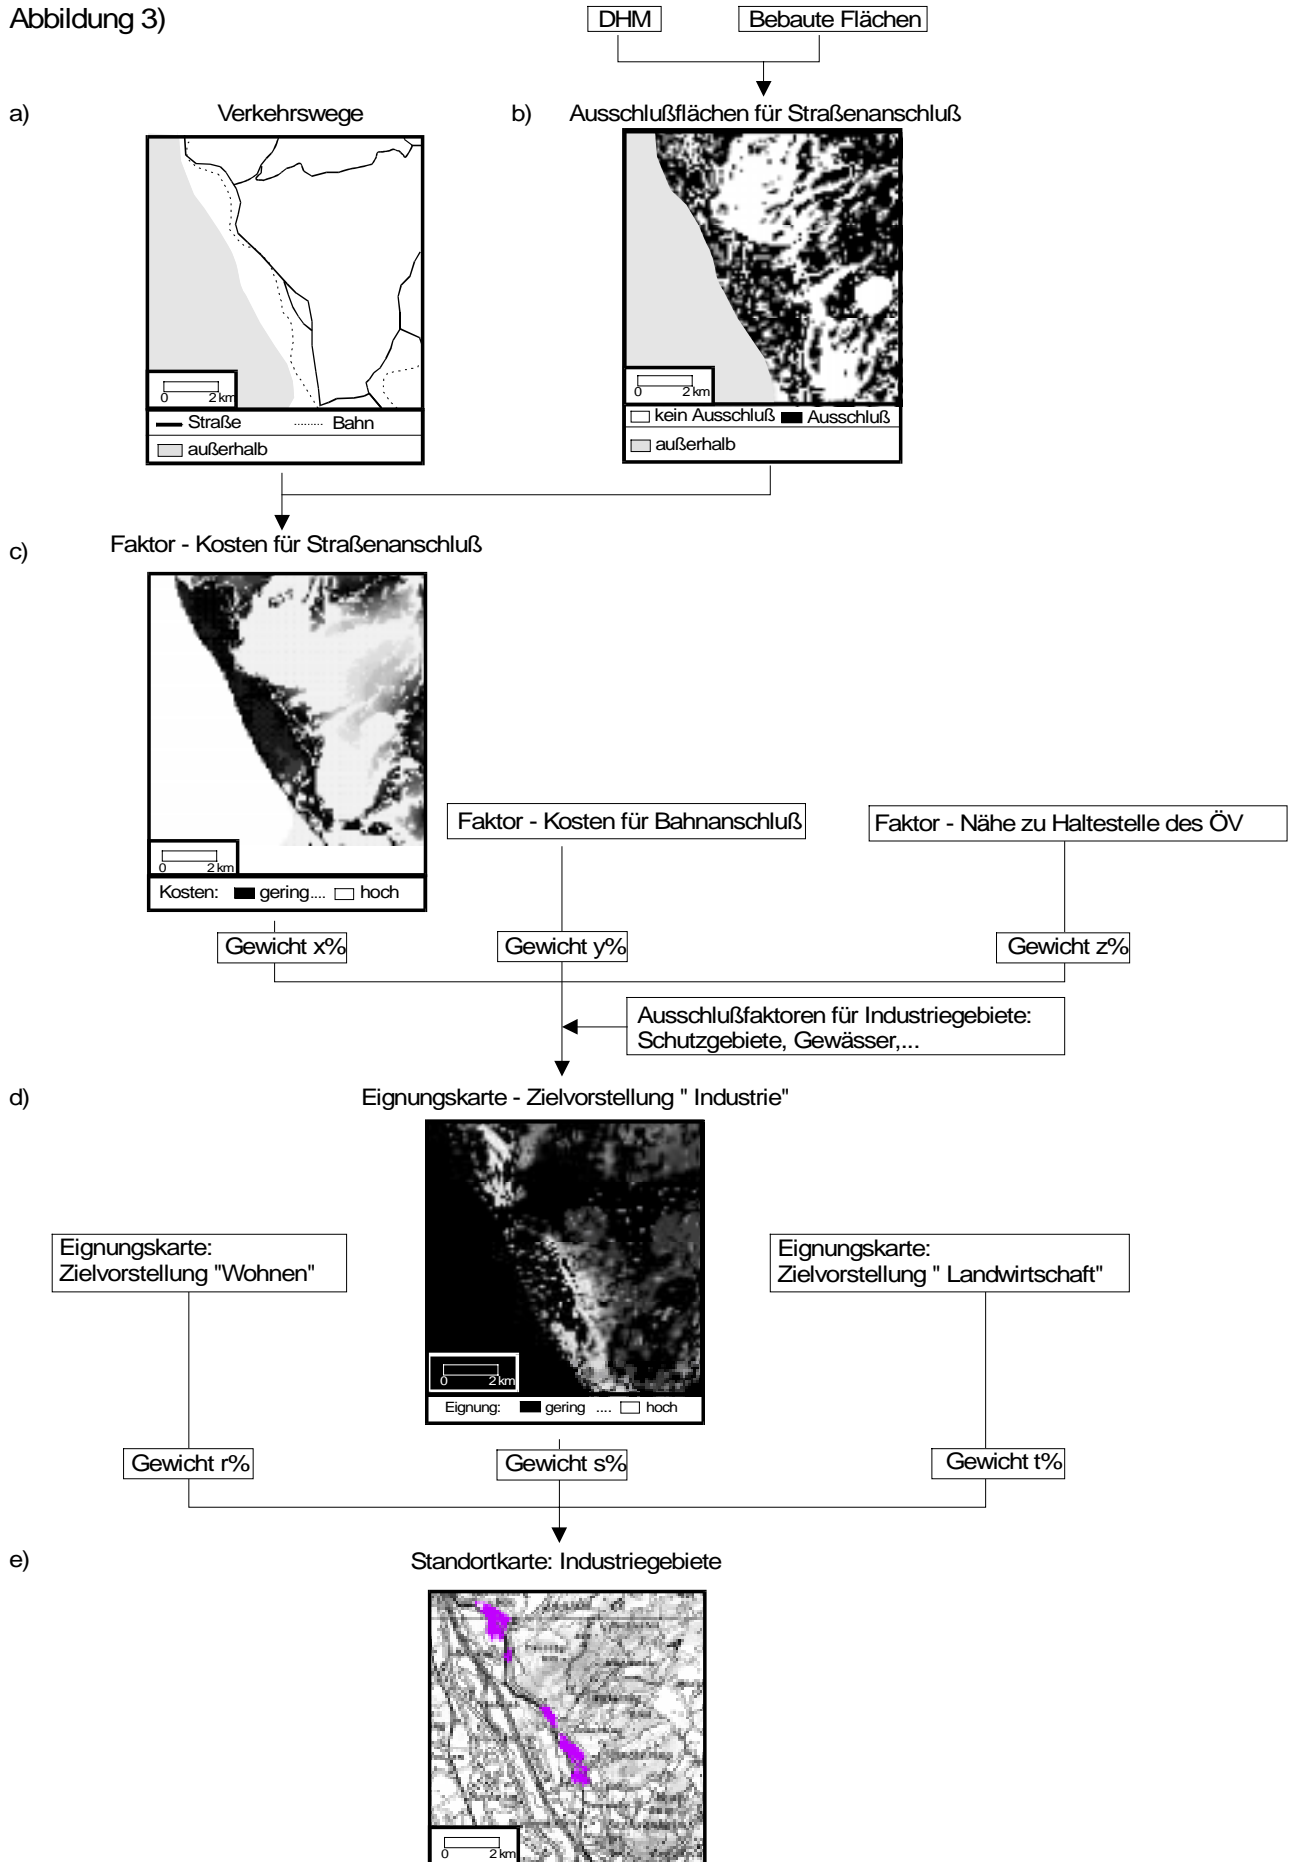 Abbildung 3)
DHM
Bebaute Flächen
a)
Verkehrswege
b)
Ausschlußflächen für Straßenanschluß
0 2 km
Straße Bahn
außerhalb
0 2 km
kein Ausschluß Ausschluß
außerhalb
c)
Faktor - Kosten für Straßenanschluß
0 2 km
Kosten: gering.... hoch
Faktor - Kosten für Bahnanschluß
Faktor - Nähe zu Haltestelle des ÖV
Gewicht x%
Gewicht y%
Gewicht z%
Ausschlußfaktoren für Industriegebiete:
Schutzgebiete, Gewässer,...
d)
Eignungskarte - Zielvorstellung " Industrie"
Eignungskarte:
Zielvorstellung "Wohnen"
Eignungskarte:
Zielvorstellung " Landwirtschaft"
0 2 km
Eignung: gering .... hoch
Gewicht r%
Gewicht s%
Gewicht t%
e)
Standortkarte: Industriegebiete
0 2 km